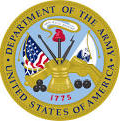 DEPARTMENT OF THE ARMY
UNITED STATES OF AMERICA
1775